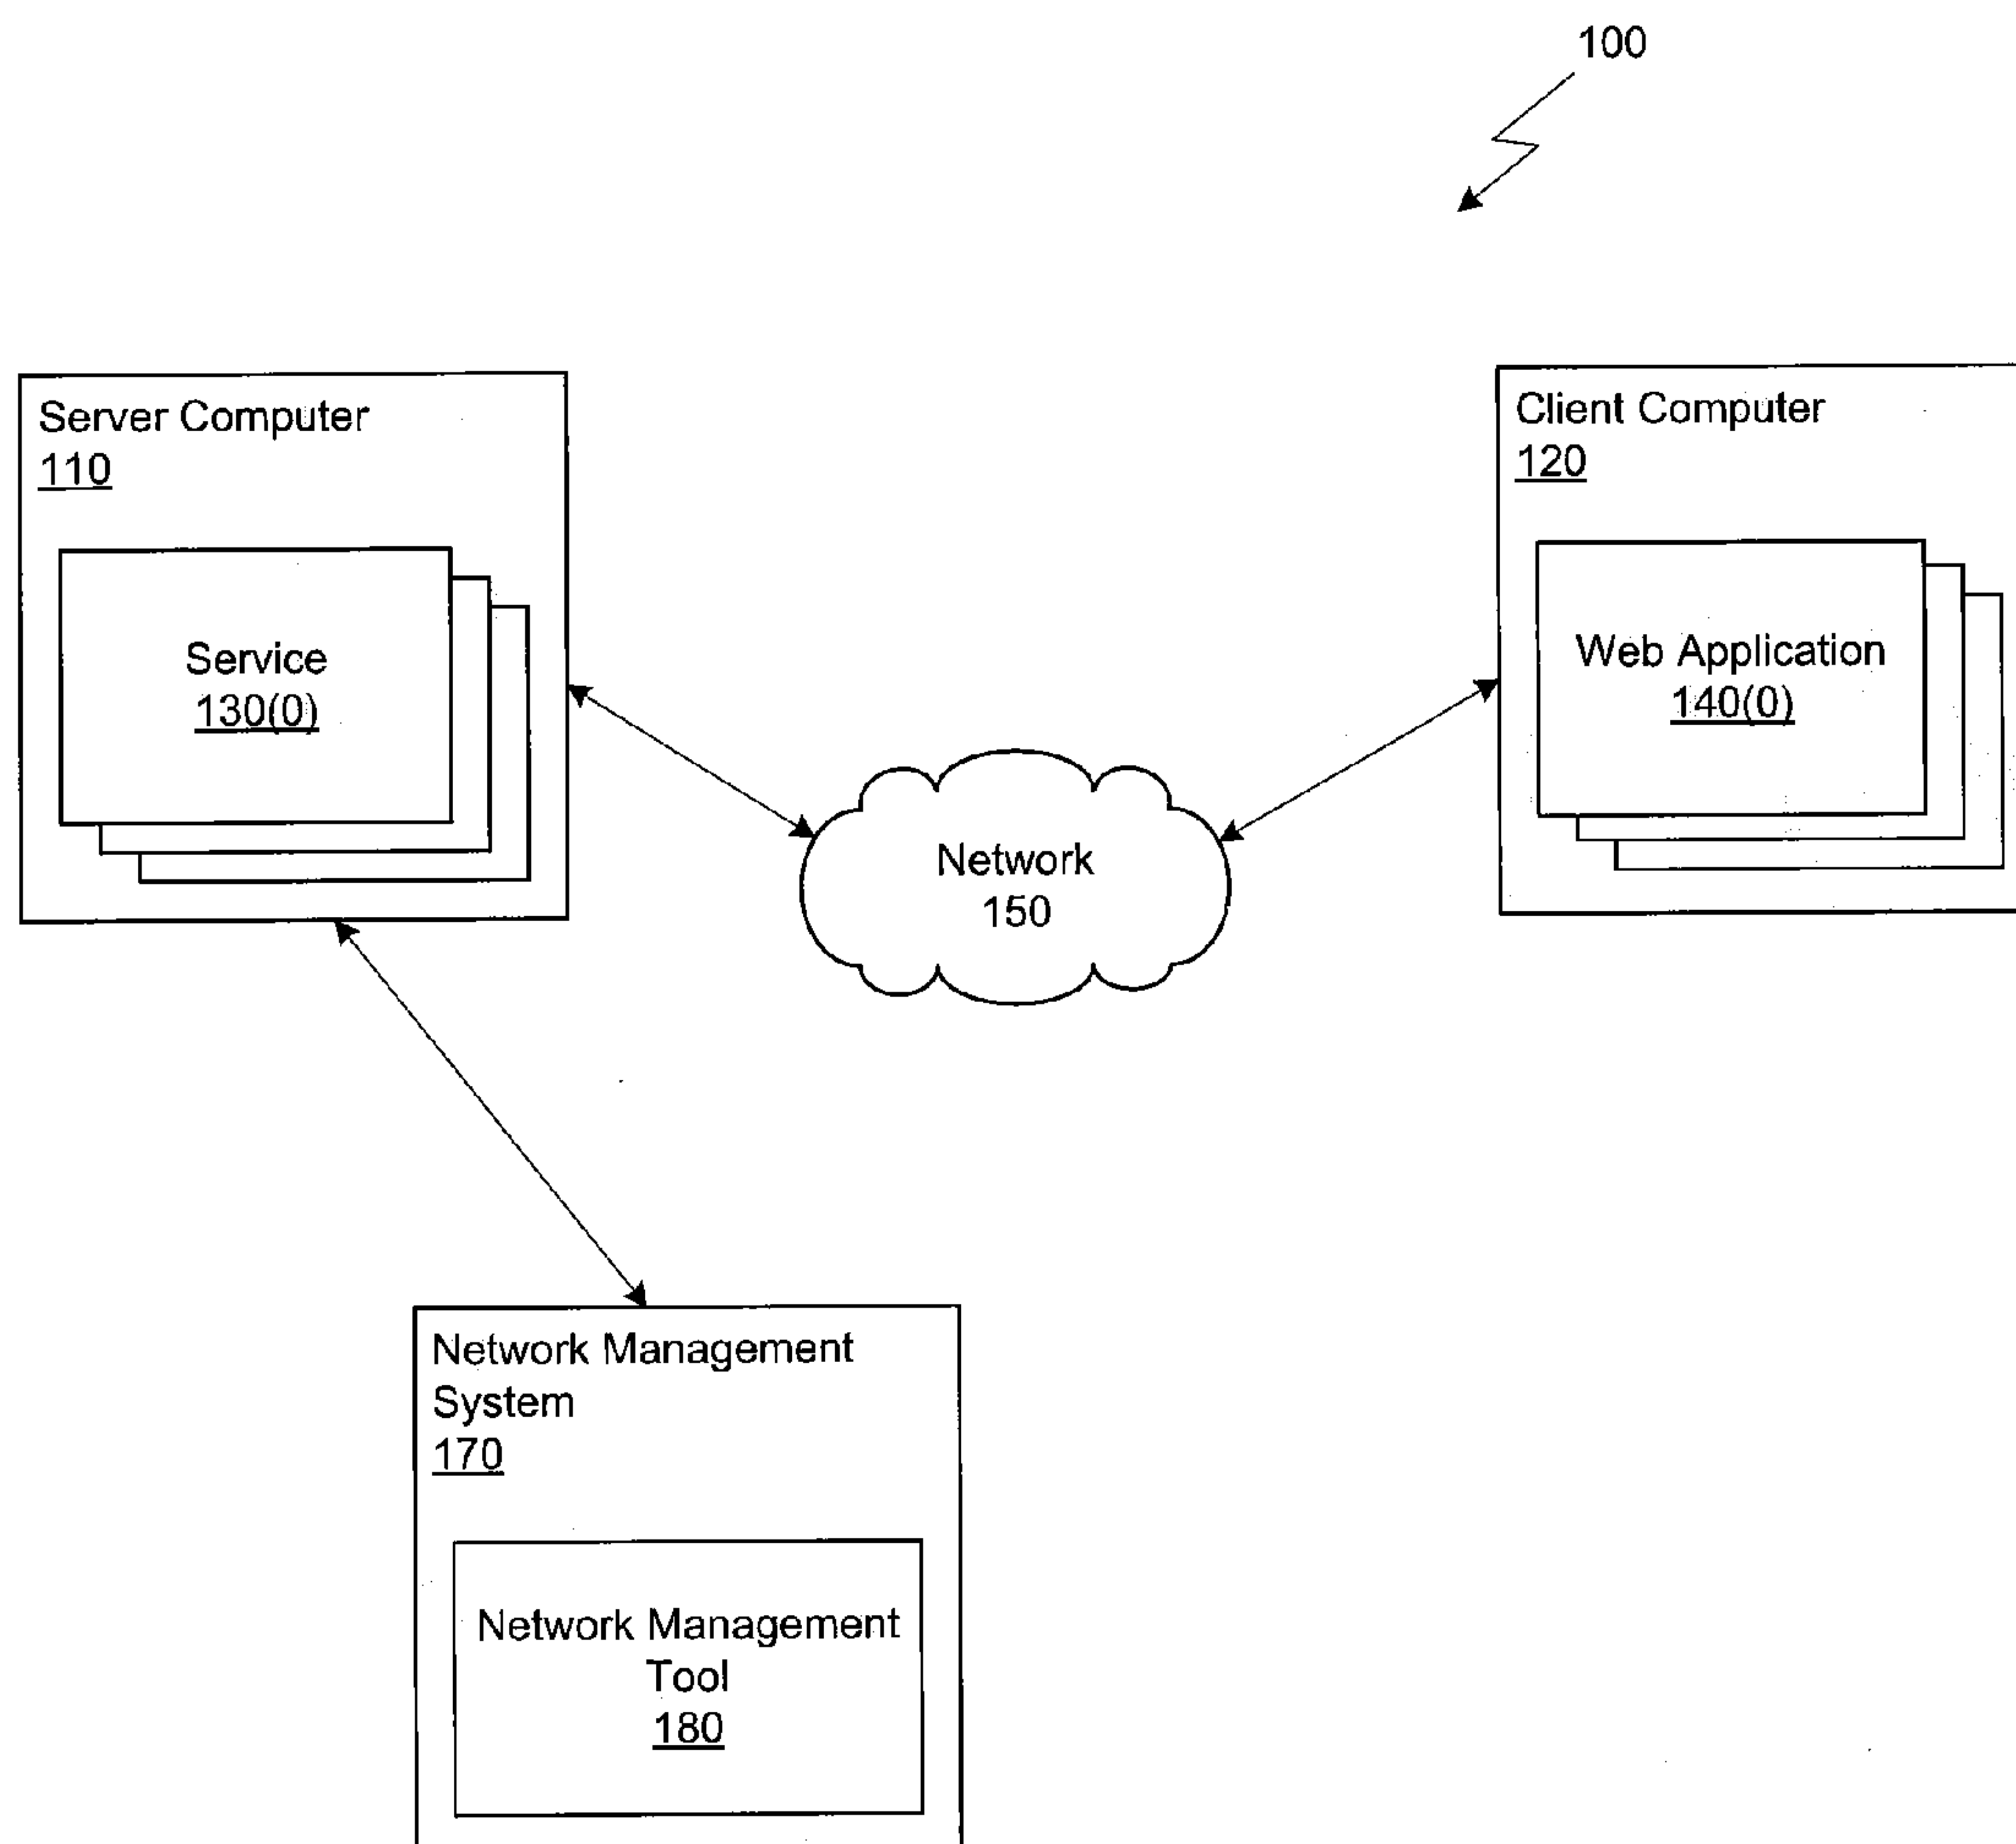 100
Server Computer
110
Service
130(0)
Client Computer
120
Web Application
140(0)
Network
150
Network Management
System
170
Network Management
Tool
180